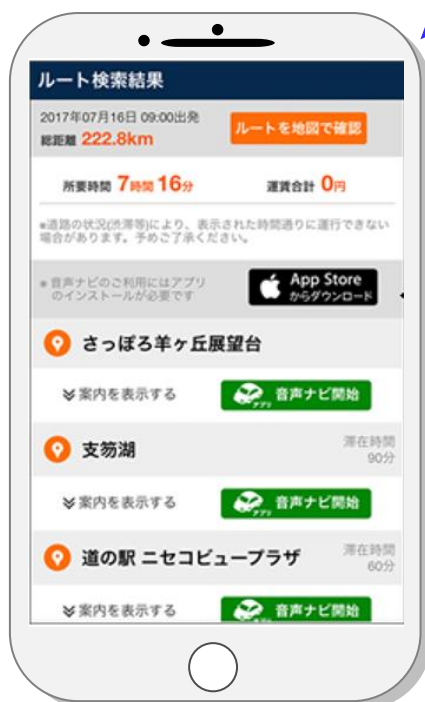 ルート検索結果
2017年07月16日 09:00出発
総距離 222.8km
ルートを地図で確認
所要時間 7時間 16分
運賃合計 0円
※道路の状況(渋滞等)により、表示された時間通りに運行できない
場合があります。予めご了承ください。
※音声ナビのご利用にはアプリ
のインストールが必要です
App Store
からダウンロード
さっぽろ羊ヶ丘展望台
案内を表示する
アプリ 音声ナビ開始
支笏湖
滞在時間
90分
案内を表示する
アプリ 音声ナビ開始
道の駅 ニセコビュープラザ
滞在時間
60分
案内を表示する
音声ナビ開始